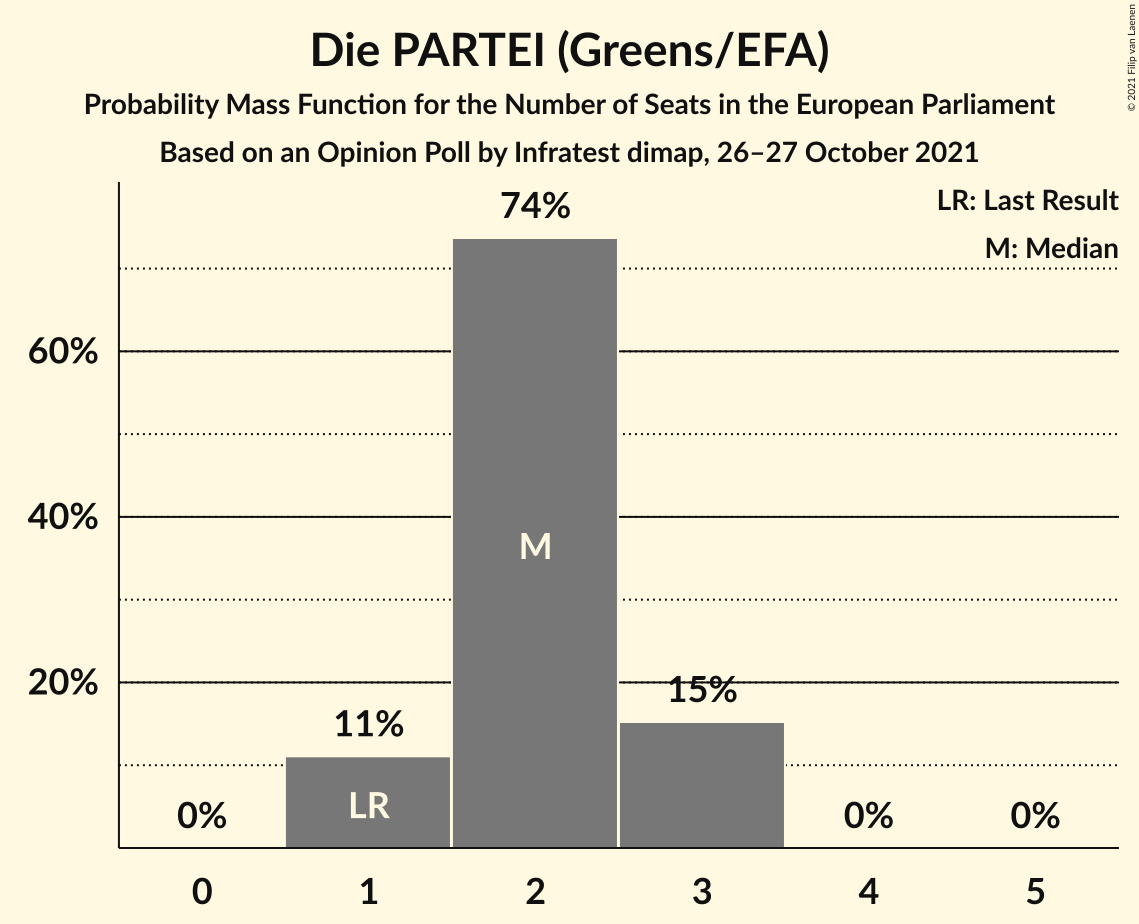 Die PARTEI (Greens/EFA)
Probability Mass Function for the Number of Seats in the European Parliament
Based on an Opinion Poll by Infratest dimap, 26–27 October 2021
© 2021 Filip van Laenen
LR: Last Result
M: Median
74%
60%
40%
M
20%
15%
11%
LR
0%
0%
0%
0
1
2
3
4
5